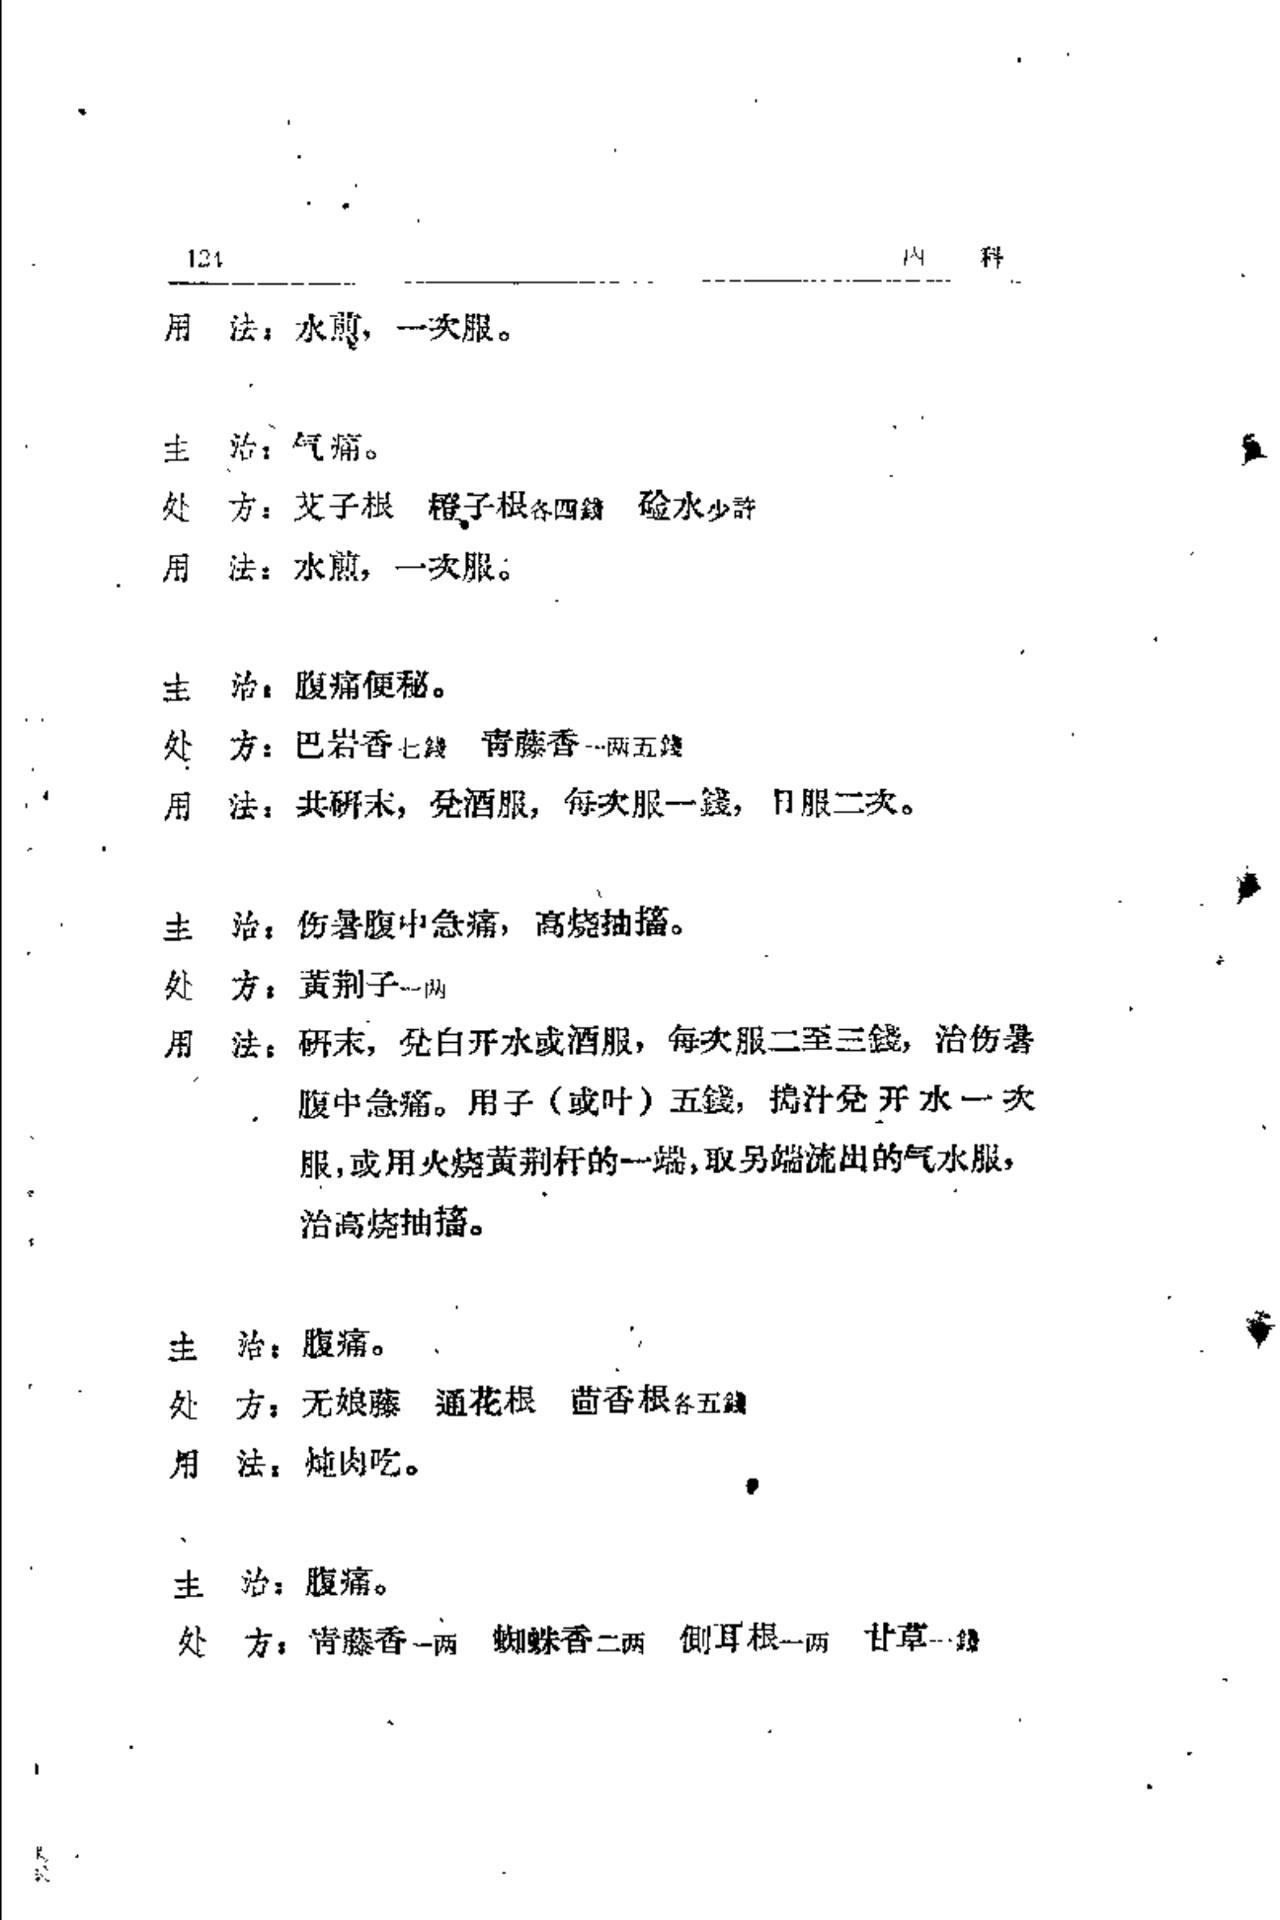 124 内 科
用 法：水煎，一次服。
主 治：气痛。
处 方：艾子根 橙子根各四錢 硷水少許
用 法：水煎，一次服。
主 治：腹痛便秘。
处 方：巴岩香七錢 青藤香一两五錢
用 法：共研末，兑酒服，每次服一錢，日服二次。
主 治：伤暑腹中急痛，高烧抽搐。
处 方：黃荆子一两
用 法：研末，兑白开水或酒服，每次服二至三錢，治伤暑
腹中急痛。用子（或叶）五錢，搗汁兑开水一次
服，或用火烧黄荆杆的一端，取另端流出的气水服，
治高烧抽搐。
主 治：腹痛。
处 方：无娘藤 通花根 茴香根各五錢
用 法：炖肉吃。
主 治：腹痛。
处 方：青藤香一两 蜘蛛香二两 側耳根一两 甘草一錢